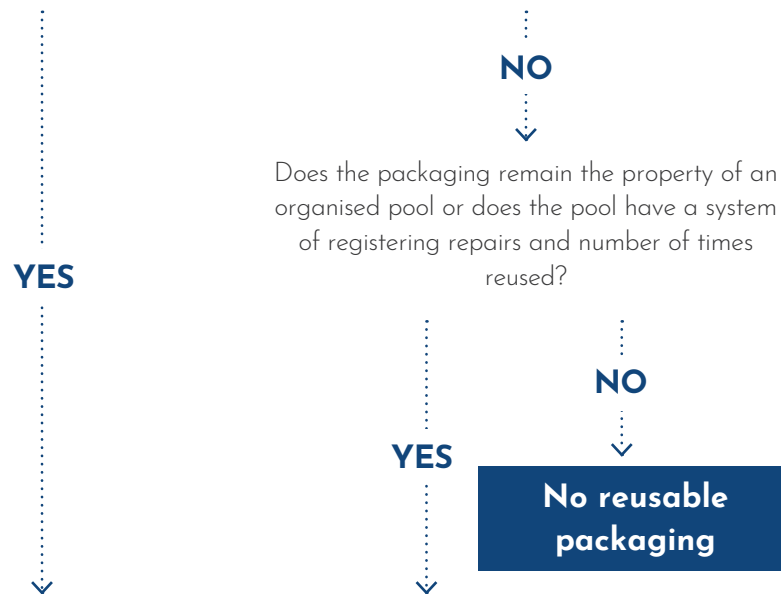 NO
Does the packaging remain the property of an
organised pool or does the pool have a system
of registering repairs and number of times
reused?
YES
NO
YES
No reusable
packaging